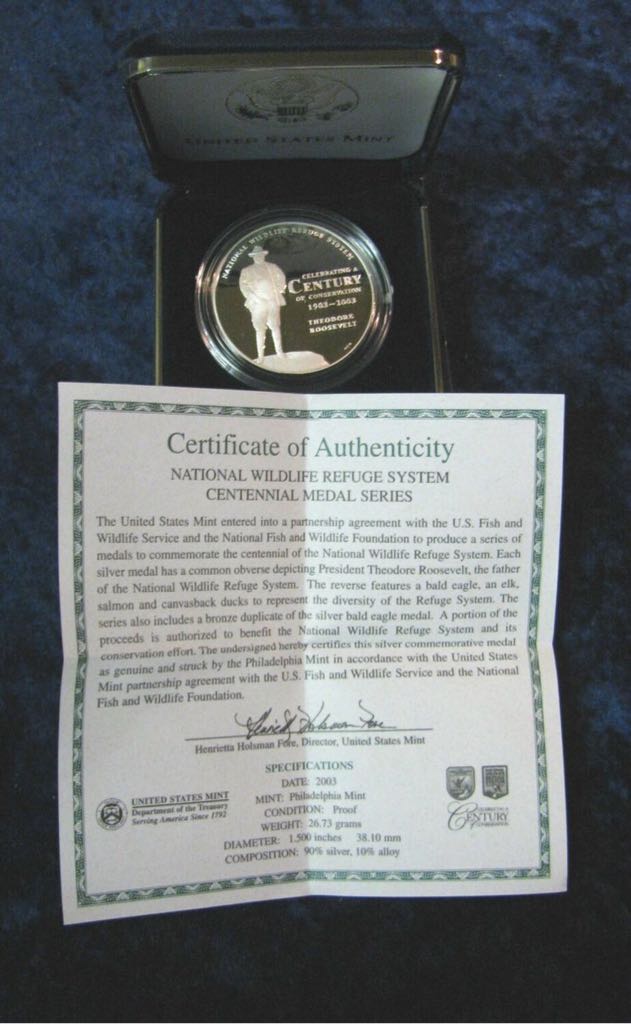 UNITED STATES MINT
NATIONAL WILDLIFE REFUGE SYSTEM
CELEBRATING A
CENTURY
OF CONSERVATION
1903-2003
THEODORE
ROOSEVELT
Certificate of Authenticity
NATIONAL WILDLIFE REFUGE SYSTEM
CENTENNIAL MEDAL SERIES
The United States Mint entered into a partnership agreement with the U.S. Fish and
Wildlife Service and the National Fish and Wildlife Foundation to produce a series of
medals to commemorate the centennial of the National Wildlife Refuge System. Each
silver medal has a common obverse depicting President Theodore Roosevelt, the father
of the National Wildlife Refuge System. The reverse features a bald eagle, an elk,
salmon and canvasback ducks to represent the diversity of the Refuge System. The
series also includes a bronze duplicate of the silver bald eagle medal. A portion of the
proceeds is authorized to benefit the National Wildlife Refuge System and its
conservation effort. The undersigned hereby certifies this silver commemorative medal
as genuine and struck by the Philadelphia Mint in accordance with the United States
Mint partnership agreement with the U.S. Fish and Wildlife Service and the National
Fish and Wildlife Foundation.
Henrietta Holsman Fore
Henrietta Holsman Fore, Director, United States Mint
SPECIFICATIONS
DATE: 2003
MINT: Philadelphia Mint
CONDITION: Proof
WEIGHT: 26.73 grams
DIAMETER: 1.500 inches 38.10 mm
COMPOSITION: 90% silver, 10% alloy
UNITED STATES MINT
Department of the Treasury
Serving America Since 1792
CELEBRATING A
CENTURY
OF CONSERVATION